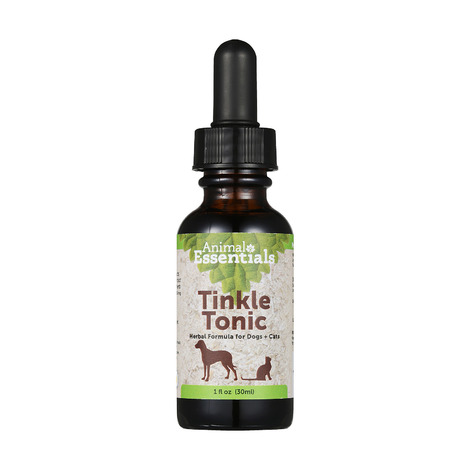 Animal
Essentials
Tinkle
Tonic
Herbal Formula for Dogs + Cats
1 fl oz (30ml)